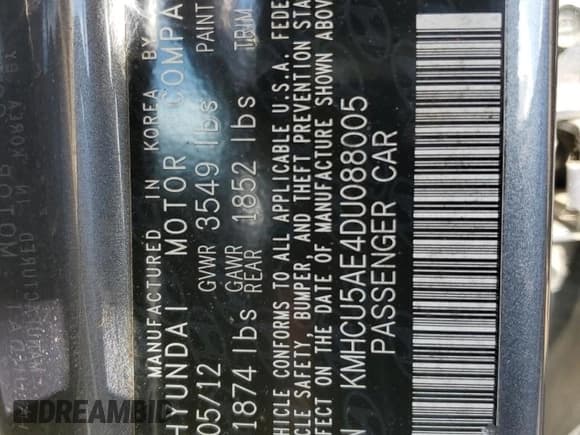 MANUFACTURED IN KOREA BY
HYUNDAI MOTOR COMPA
05/12 GVWR 3549 lbs PAINT
GAWR
1874 lbs REAR 1852 lbs TRIM
HICLE CONFORMS TO ALL APPLICABLE U.S.A. FEDE
HICLE SAFETY, BUMPER, AND THEFT PREVENTION STA
FECT ON THE DATE OF MANUFACTURE SHOWN ABOV
N KMHCU5AE4DU088005
PASSENGER CAR
DREAMBID